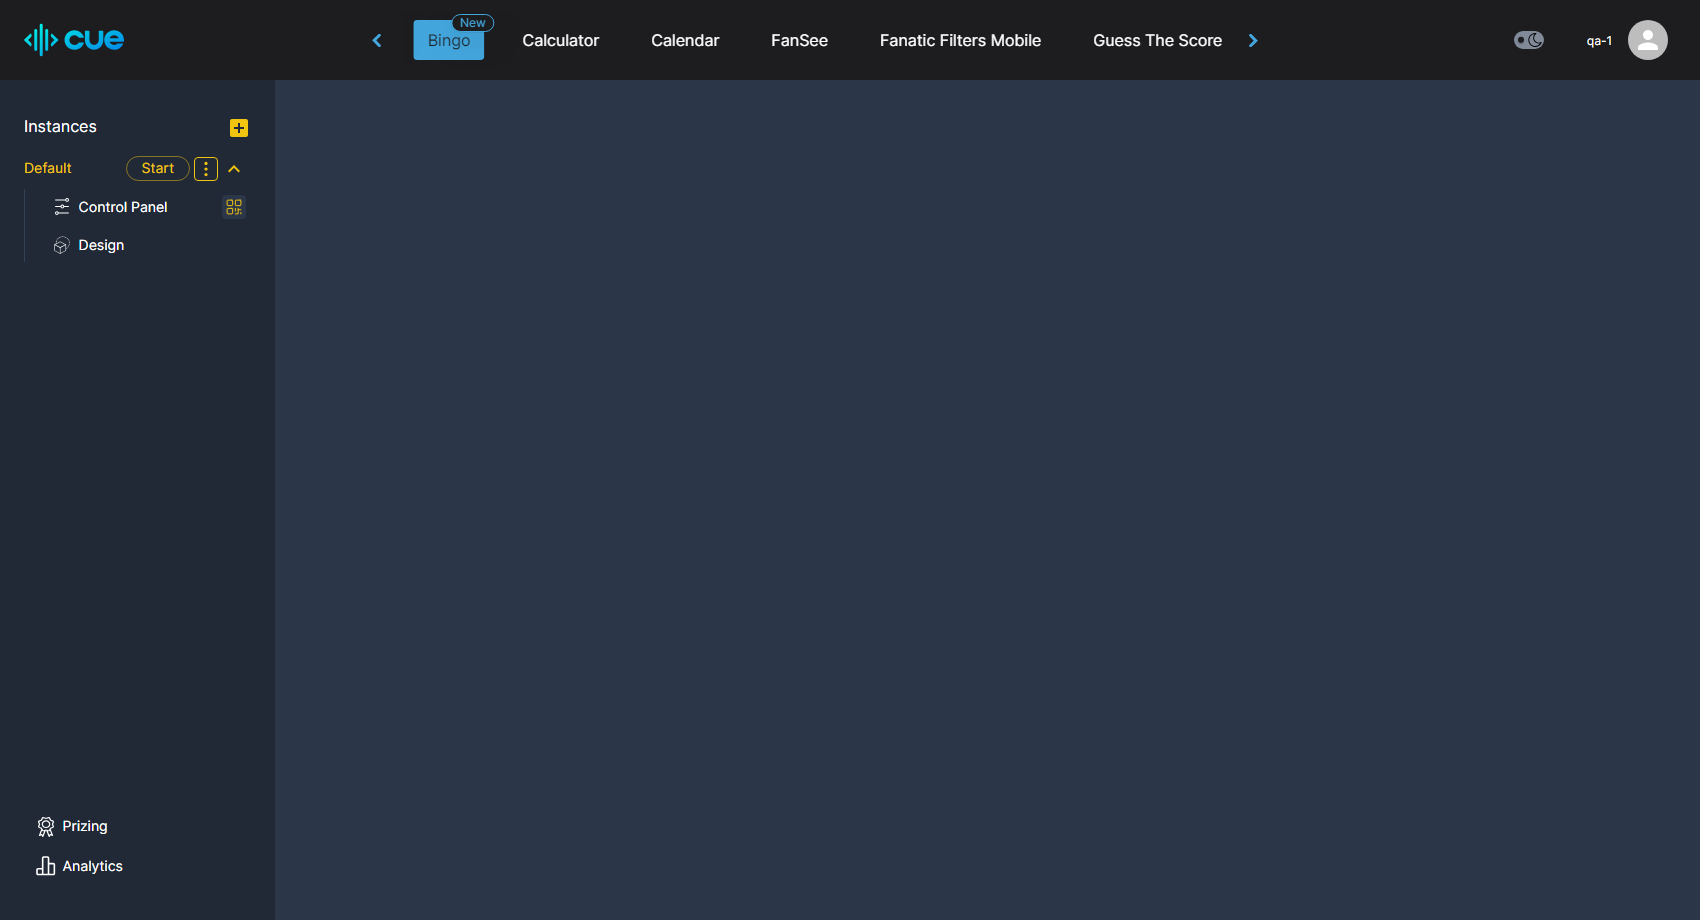 cue
New
Bingo Calculator Calendar FanSee Fanatic Filters Mobile Guess The Score qa-1
Instances
Default Start
Control Panel
Design
Prizing
Analytics